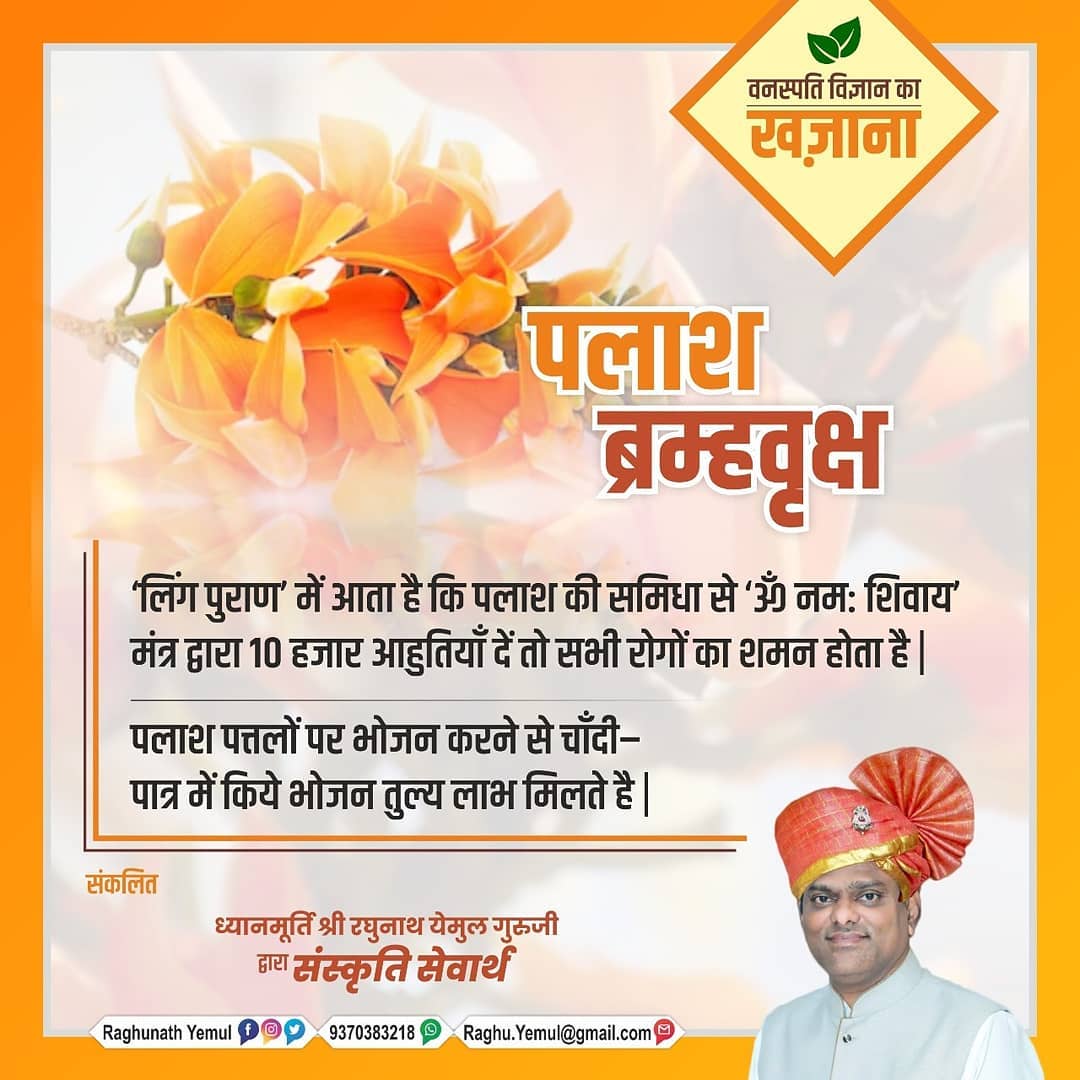 वनस्पति विज्ञान का
खज़ाना
पलाश
ब्रम्हवृक्ष
‘लिंग पुराण’ में आता है कि पलाश की समिधा से ‘ॐ नम: शिवाय’
मंत्र द्वारा 10 हजार आहुतियाँ दें तो सभी रोगों का शमन होता है |
पलाश पत्तलों पर भोजन करने से चाँदी–
पात्र में किये भोजन तुल्य लाभ मिलते है |
संकलित
ध्यानमूर्ति श्री रघुनाथ येमुल गुरुजी
द्वारा संस्कृति सेवार्थ
Raghunath Yemul 9370383218 Raghu.Yemul@gmail.com